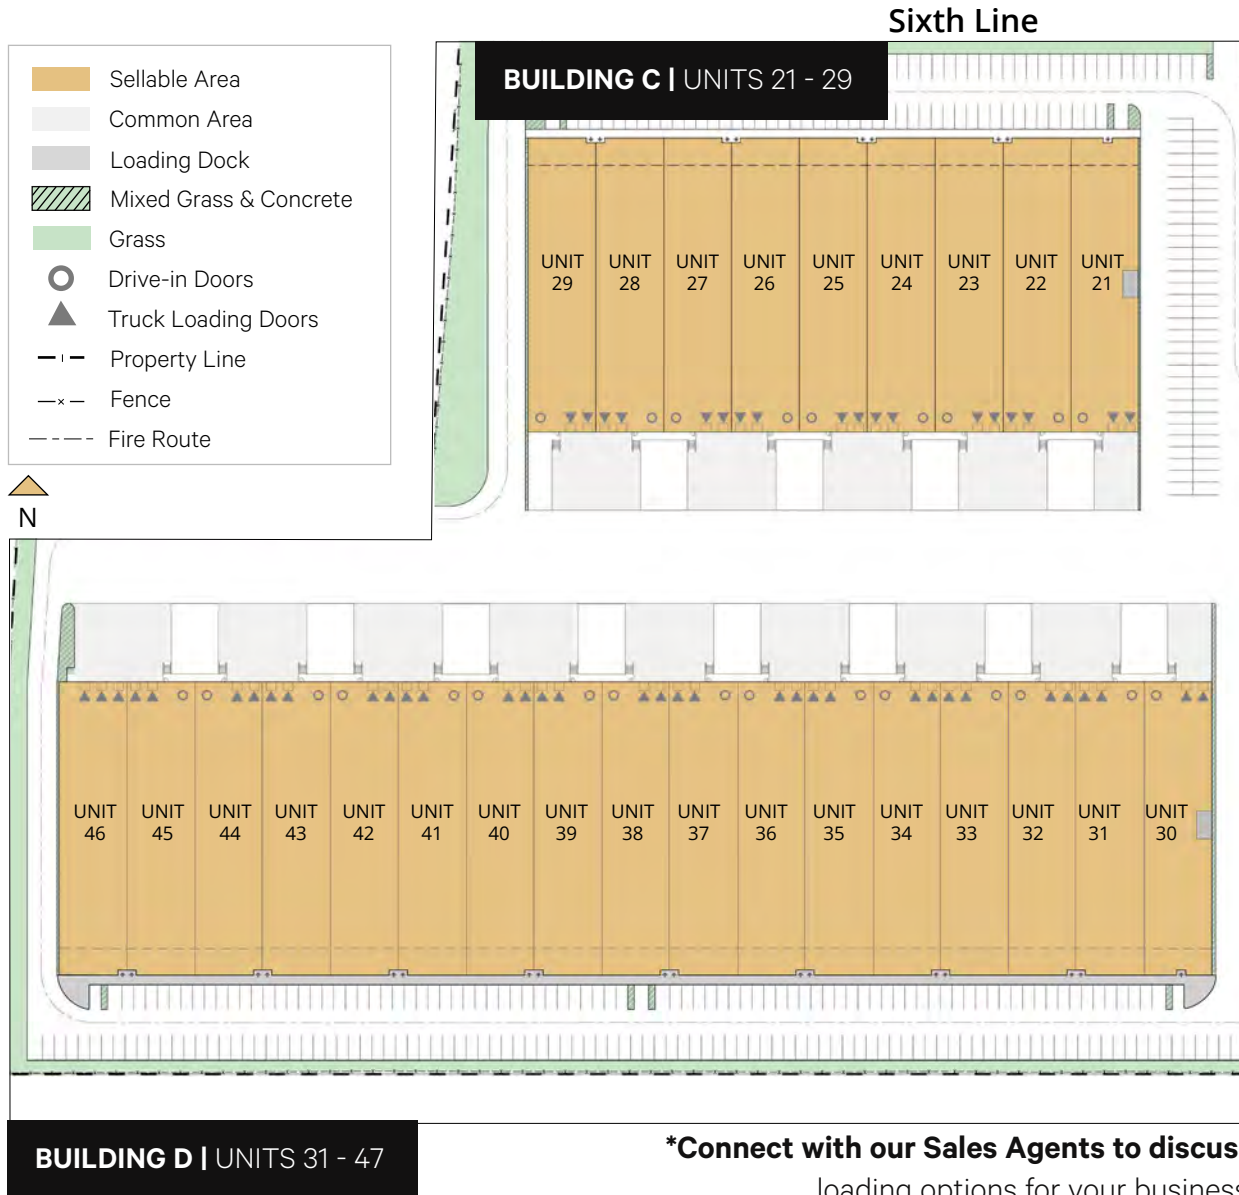 Sixth Line
BUILDING C | UNITS 21 - 29
Sellable Area
Common Area
Loading Dock
Mixed Grass & Concrete
Grass
Drive-in Doors
Truck Loading Doors
Property Line
Fence
Fire Route
N
UNIT 29
UNIT 28
UNIT 27
UNIT 26
UNIT 25
UNIT 24
UNIT 23
UNIT 22
UNIT 21
UNIT 46
UNIT 45
UNIT 44
UNIT 43
UNIT 42
UNIT 41
UNIT 40
UNIT 39
UNIT 38
UNIT 37
UNIT 36
UNIT 35
UNIT 34
UNIT 33
UNIT 32
UNIT 31
UNIT 30
BUILDING D | UNITS 31 - 47
*Connect with our Sales Agents to discus
loading options for your business